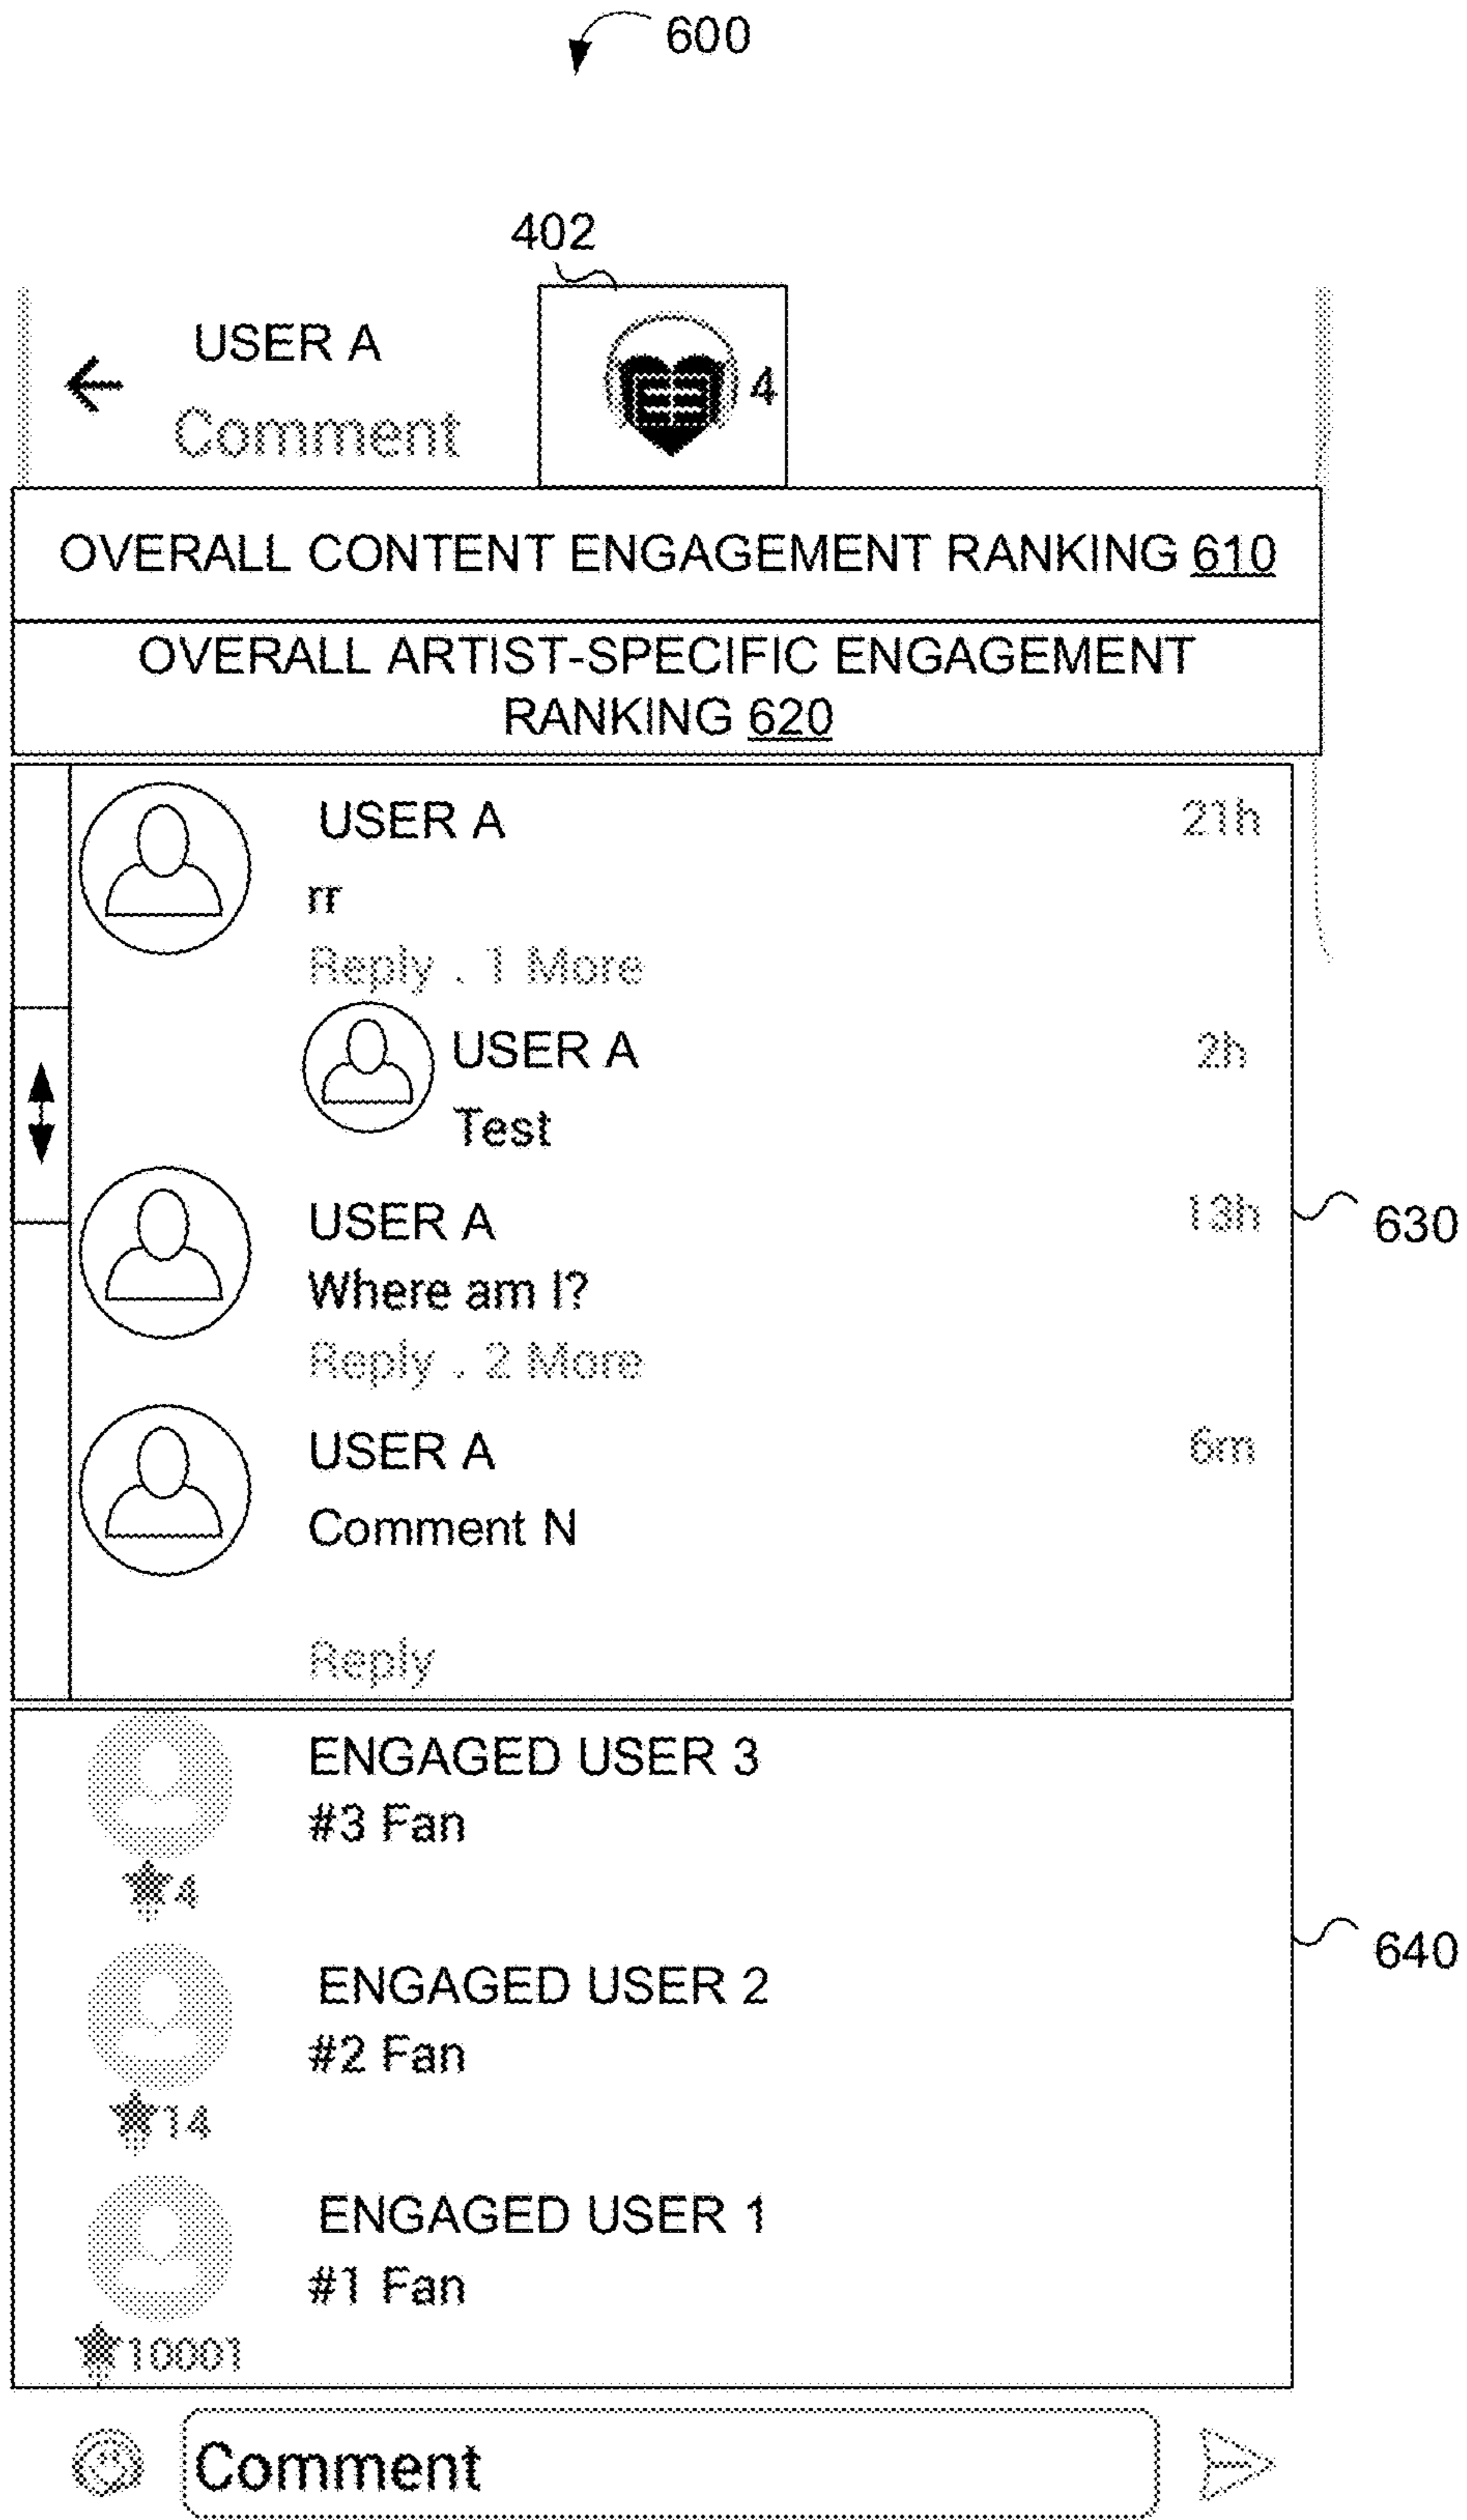 600
402
USER A
Comment
4
OVERALL CONTENT ENGAGEMENT RANKING 610
OVERALL ARTIST-SPECIFIC ENGAGEMENT
RANKING 620
USER A 21h
rr
Reply . 1 More
USER A 2h
Test
USER A 13h
630
Where am I?
Reply . 2 More
USER A 6m
Comment N
Reply
ENGAGED USER 3
#3 Fan
4
640
ENGAGED USER 2
#2 Fan
14
ENGAGED USER 1
#1 Fan
10001
Comment